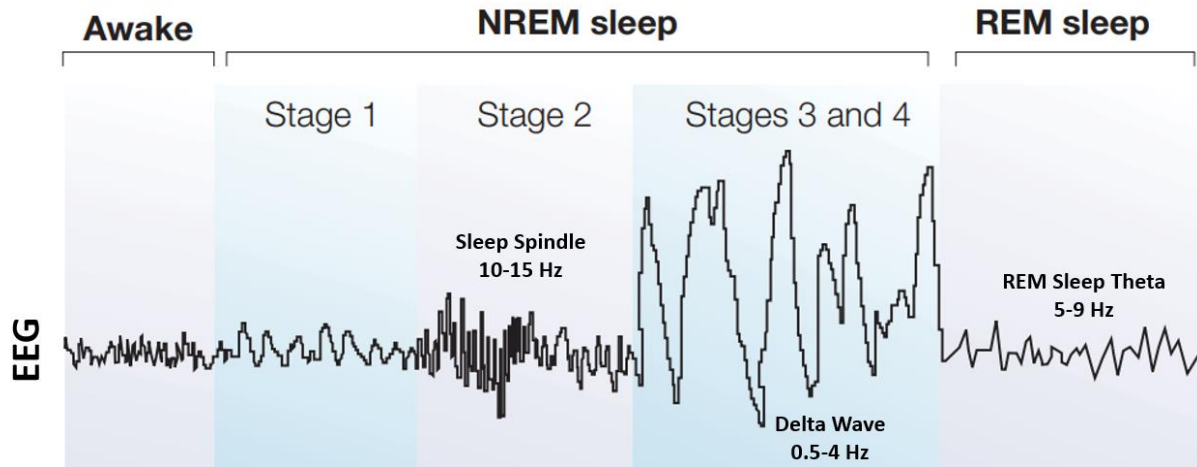 Awake
NREM sleep
REM sleep
Stage 1
Stage 2
Stages 3 and 4
Sleep Spindle
10-15 Hz
REM Sleep Theta
5-9 Hz
EEG
Delta Wave
0.5-4 Hz